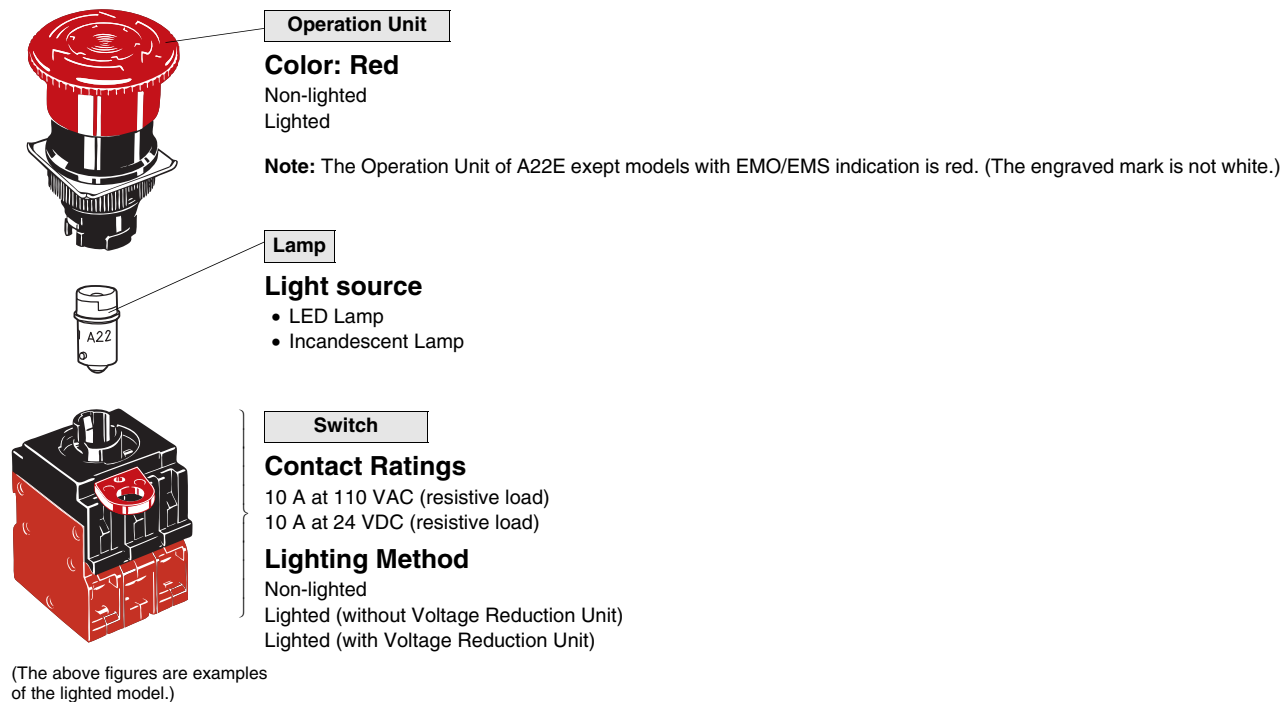 Operation Unit
Color: Red
Non-lighted
Lighted
Note: The Operation Unit of A22E exept models with EMO/EMS indication is red. (The engraved mark is not white.)
Lamp
Light source
• LED Lamp
• Incandescent Lamp
A22
Switch
Contact Ratings
10 A at 110 VAC (resistive load)
10 A at 24 VDC (resistive load)
Lighting Method
Non-lighted
Lighted (without Voltage Reduction Unit)
Lighted (with Voltage Reduction Unit)
(The above figures are examples
of the lighted model.)